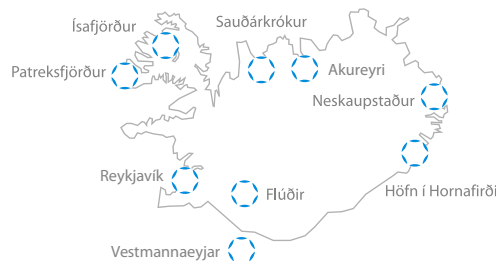 Ísafjörður
Sauðárkrókur
Patreksfjörður
Akureyri
Neskaupstaður
Reykjavík
Flúðir
Höfn í Hornafirði
Vestmannaeyjar